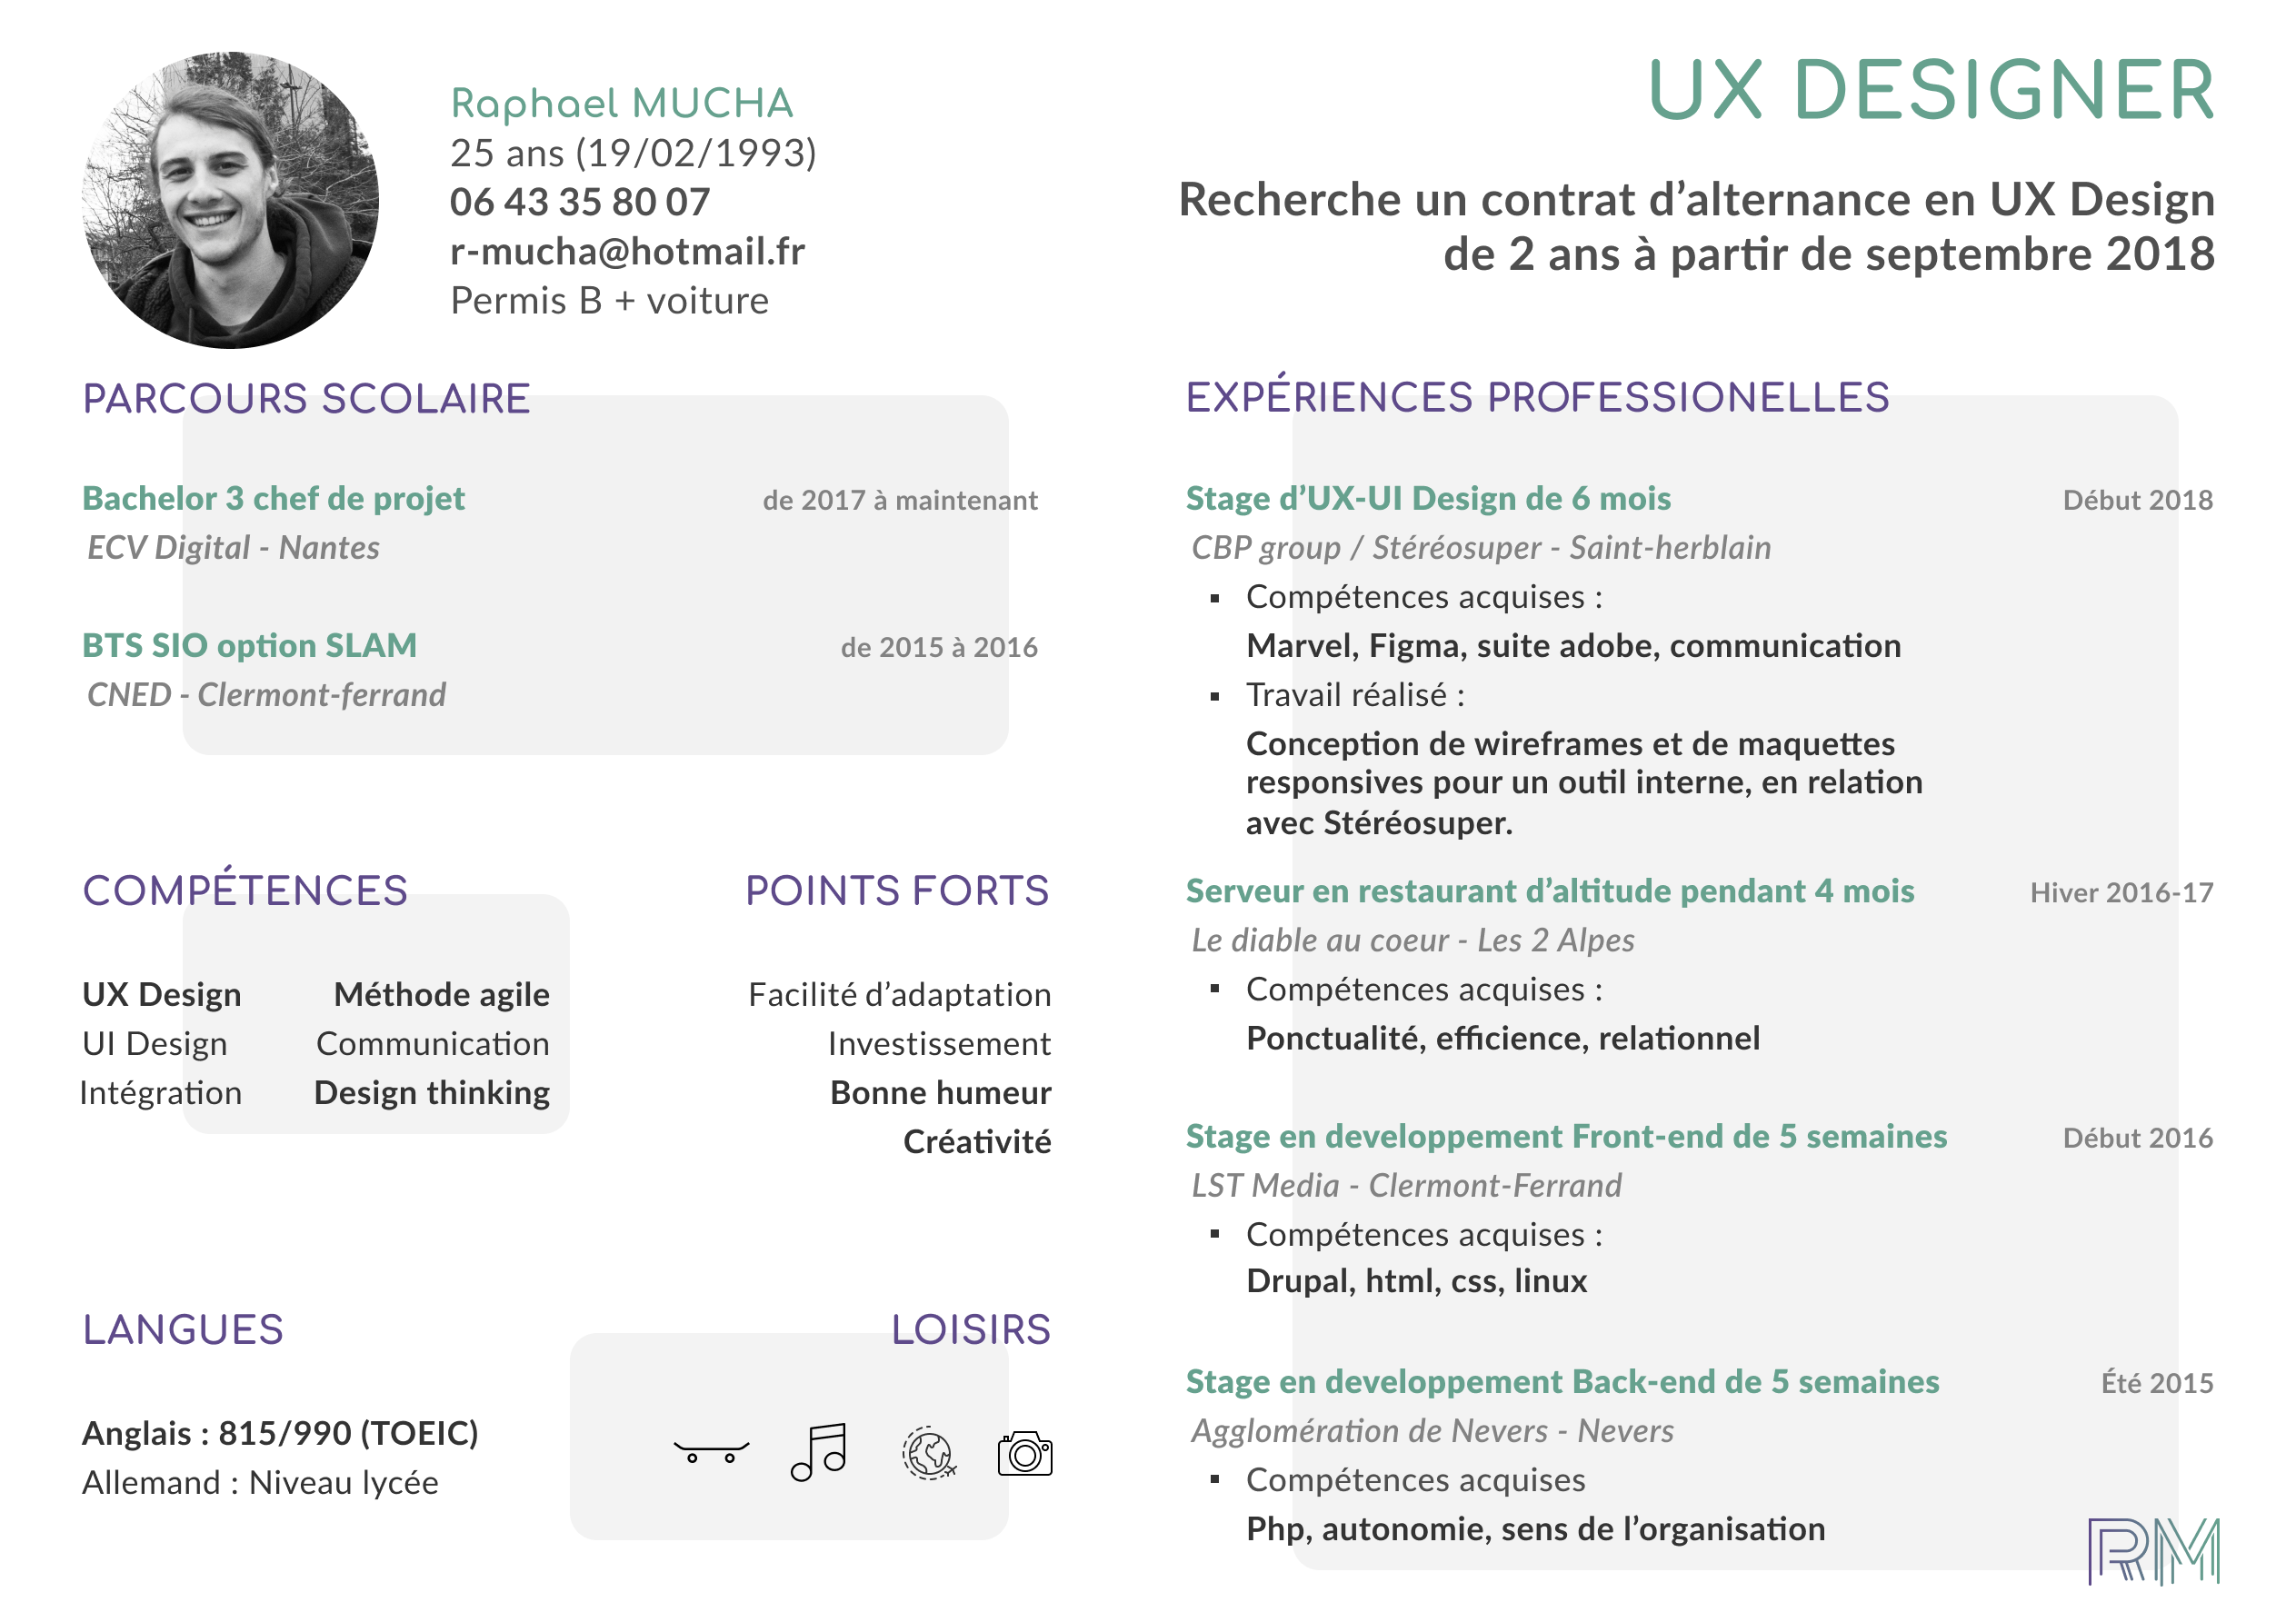 Raphael MUCHA
25 ans (19/02/1993)
06 43 35 80 07
r-mucha@hotmail.fr
Permis B + voiture
UX DESIGNER
Recherche un contrat d’alternance en UX Design
de 2 ans à partir de septembre 2018
PARCOURS SCOLAIRE
Bachelor 3 chef de projet de 2017 à maintenant
ECV Digital - Nantes
BTS SIO option SLAM de 2015 à 2016
CNED - Clermont-ferrand
COMPÉTENCES
UX Design Méthode agile
UI Design Communication
Intégration Design thinking
POINTS FORTS
Facilité d’adaptation
Investissement
Bonne humeur
Créativité
LANGUES
Anglais : 815/990 (TOEIC)
Allemand : Niveau lycée
LOISIRS
EXPÉRIENCES PROFESSIONELLES
Stage d’UX-UI Design de 6 mois Début 2018
CBP group / Stéréosuper - Saint-herblain
▪ Compétences acquises :
Marvel, Figma, suite adobe, communication
▪ Travail réalisé :
Conception de wireframes et de maquettes
responsives pour un outil interne, en relation
avec Stéréosuper.
Serveur en restaurant d’altitude pendant 4 mois Hiver 2016-17
Le diable au coeur - Les 2 Alpes
▪ Compétences acquises :
Ponctualité, efficience, relationnel
Stage en developpement Front-end de 5 semaines Début 2016
LST Media - Clermont-Ferrand
▪ Compétences acquises :
Drupal, html, css, linux
Stage en developpement Back-end de 5 semaines Été 2015
Agglomération de Nevers - Nevers
▪ Compétences acquises
Php, autonomie, sens de l’organisation
RM